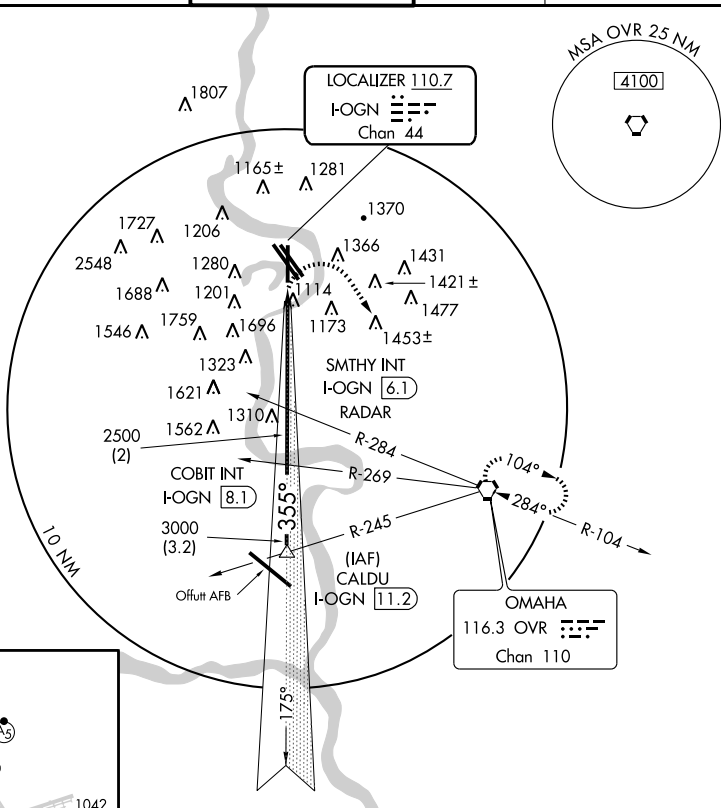 MSA OVR 25 NM
4100
LOCALIZER 110.7
I-OGN
Chan 44
1807
1165±
1281
1370
1206
1727
2548
1366
1431
1280
1421±
1688
1201
1114
1477
1546
1759
1696
1173
1453±
1323
SMTHY INT
I-OGN 6.1
RADAR
1621
1310
1562
2500
(2)
R-284
R-269
COBIT INT
I-OGN 8.1
355°
104°
284°
R-104
R-245
3000
(3.2)
10 NM
(IAF)
CALDU
I-OGN 11.2
Offutt AFB
OMAHA
116.3 OVR
Chan 110
175°
A5
1042